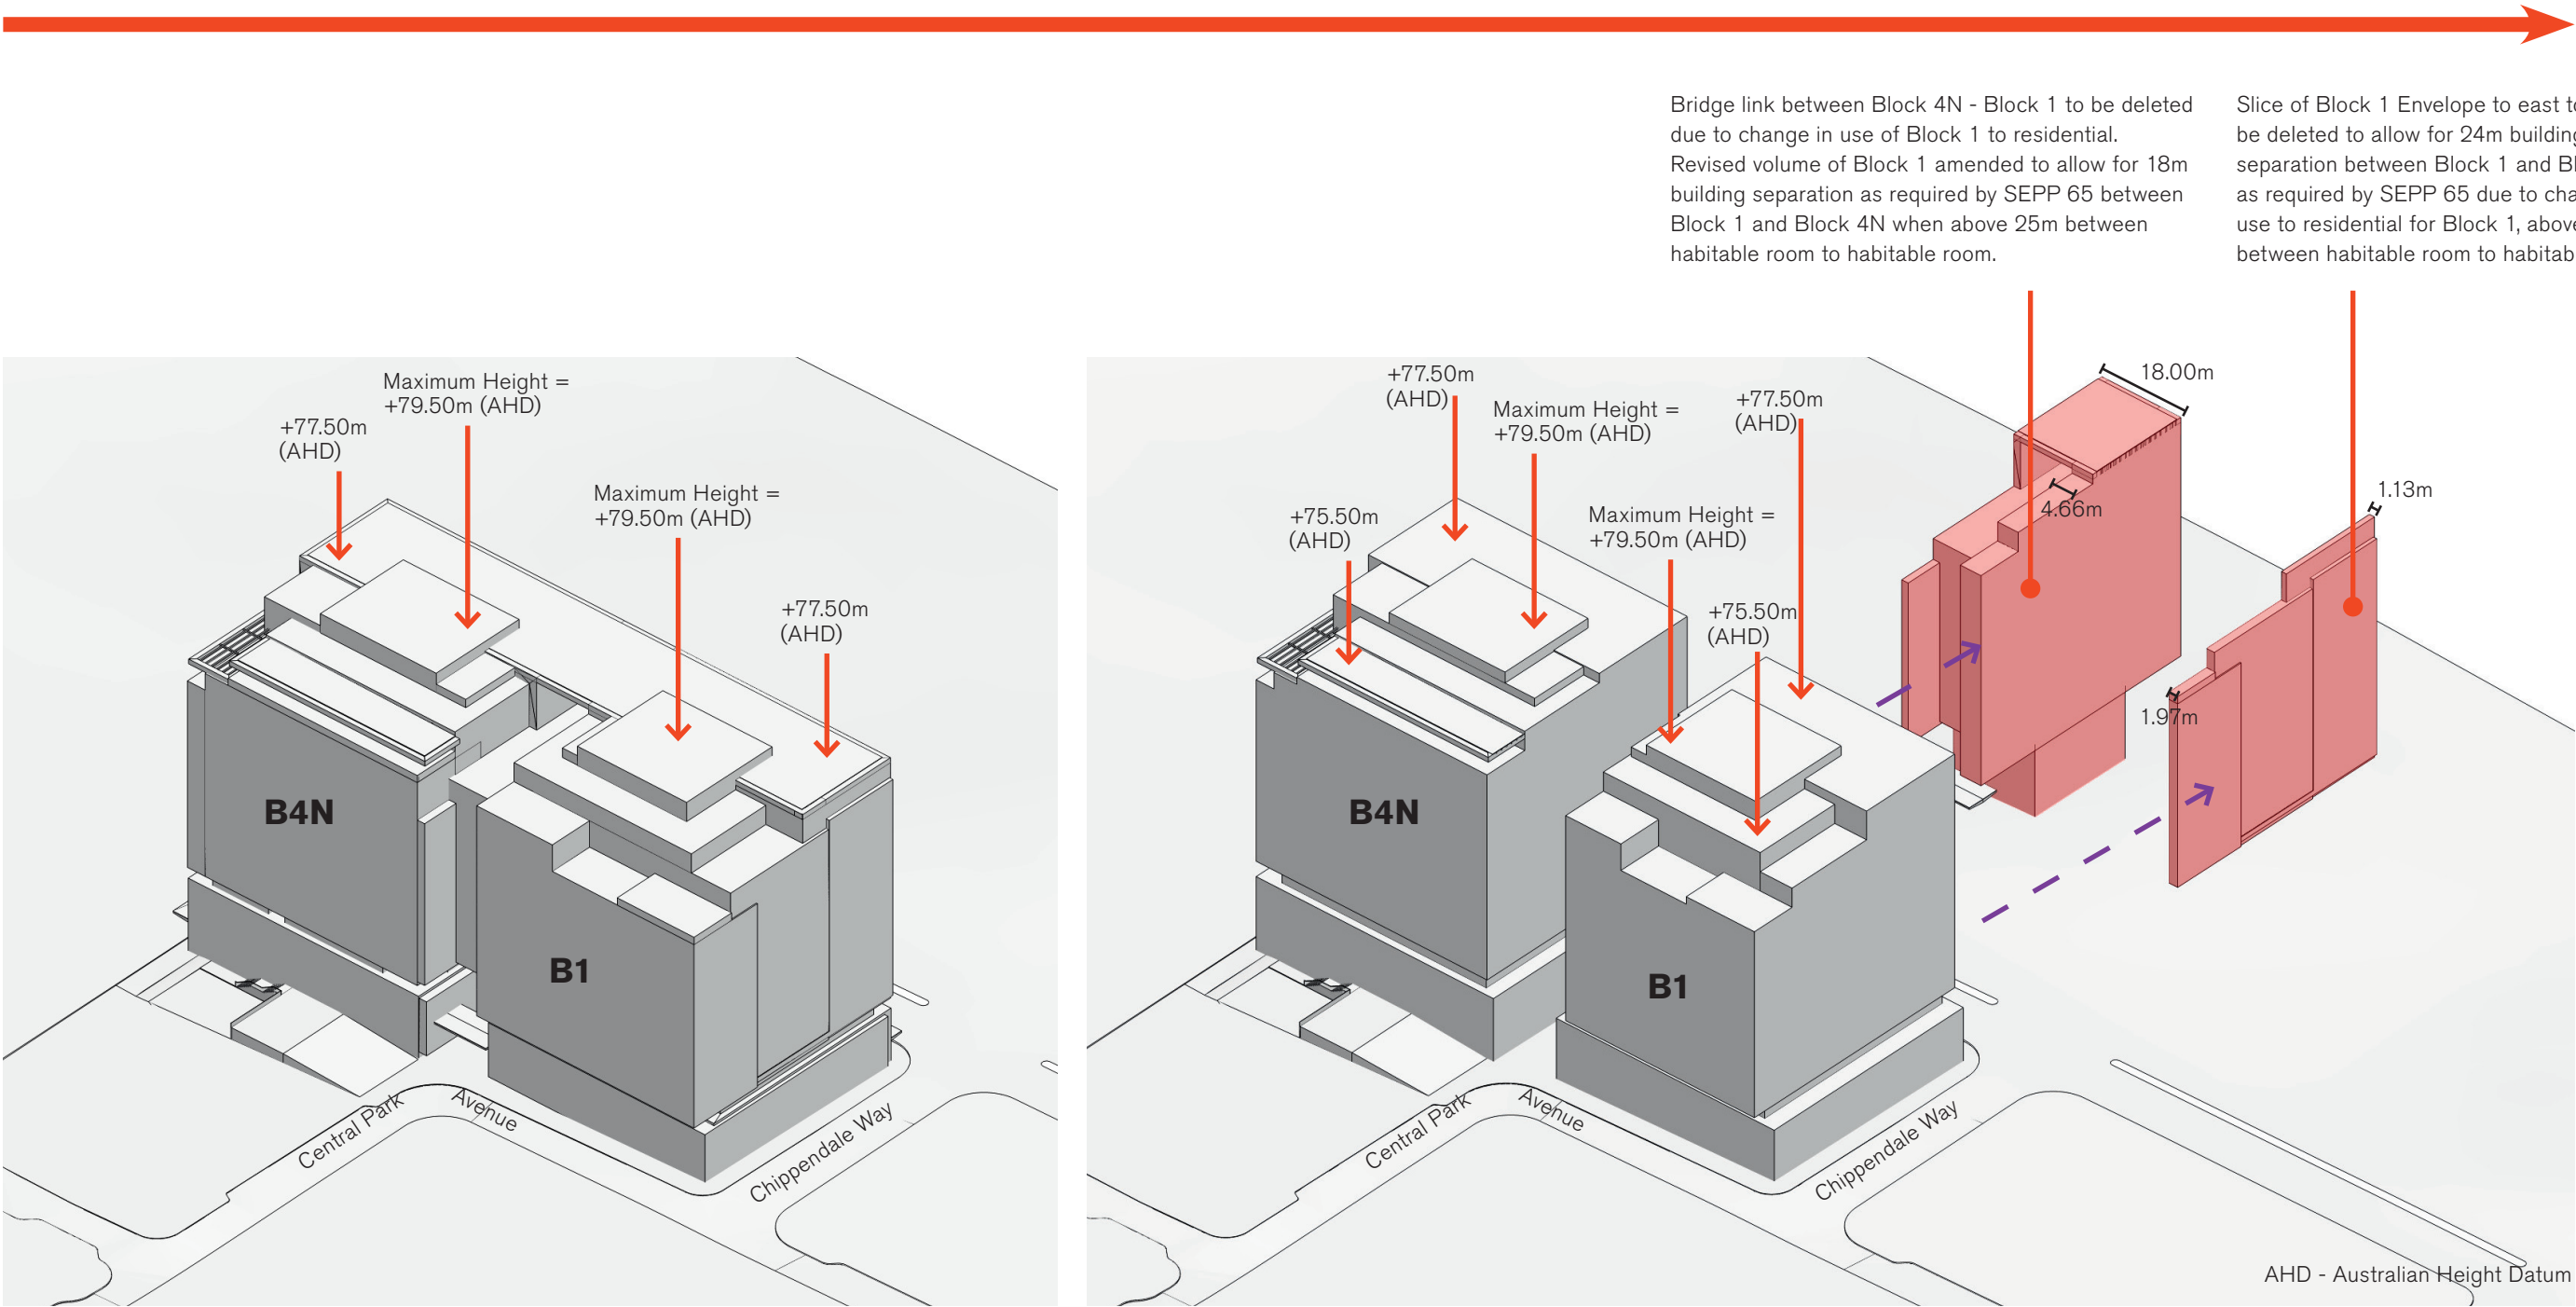 Bridge link between Block 4N - Block 1 to be deleted
due to change in use of Block 1 to residential.
Revised volume of Block 1 amended to allow for 18m
building separation as required by SEPP 65 between
Block 1 and Block 4N when above 25m between
habitable room to habitable room.
Slice of Block 1 Envelope to east
be deleted to allow for 24m building
separation between Block 1 and
as required by SEPP 65 due to
use to residential for Block 1,
between habitable room to
Maximum Height =
+79.50m (AHD)
+77.50m
(AHD)
Maximum Height =
+79.50m (AHD)
+77.50m
(AHD)
B4N
B1
Central Park
Avenue
Chippendale Way
+77.50m
(AHD)
Maximum Height =
+79.50m (AHD)
+77.50m
(AHD)
+75.50m
(AHD)
Maximum Height =
+79.50m (AHD)
+75.50m
(AHD)
18.00m
4.66m
1.13m
1.97m
B4N
B1
Central Park
Avenue
Chippendale Way
AHD - Australian Height Datum